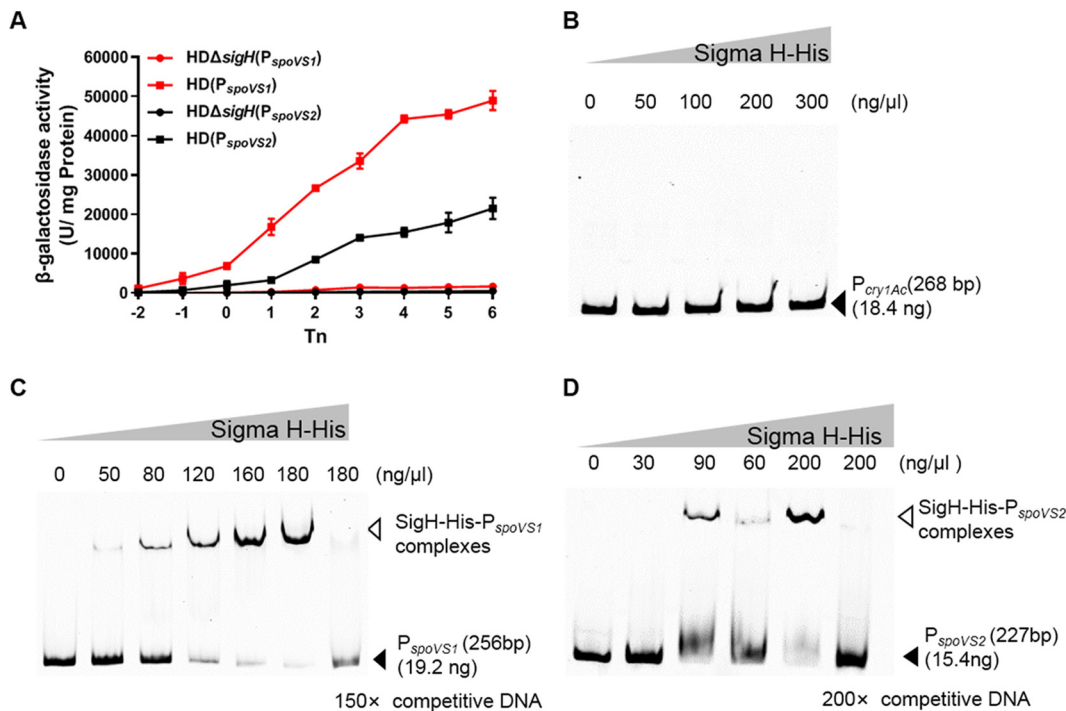 A
β-galactosidase activity
(U/ mg Protein)
60000
50000
40000
30000
20000
10000
0
HDΔsigH(PspoVS1)
HD(PspoVS1)
HDΔsigH(PspoVS2)
HD(PspoVS2)
-2 -1 0 1 2 3 4 5 6
Tn
B
Sigma H-His
0 50 100 200 300 (ng/µl)
Pcry1Ac(268 bp)
(18.4 ng)
C
Sigma H-His
0 50 80 120 160 180 180 (ng/µl)
SigH-His-PspoVS1
complexes
PspoVS1 (256bp)
(19.2 ng)
150× competitive DNA
D
Sigma H-His
0 30 90 60 200 200 (ng/µl )
SigH-His-PspoVS2
complexes
PspoVS2 (227bp)
(15.4ng)
200× competitive DNA